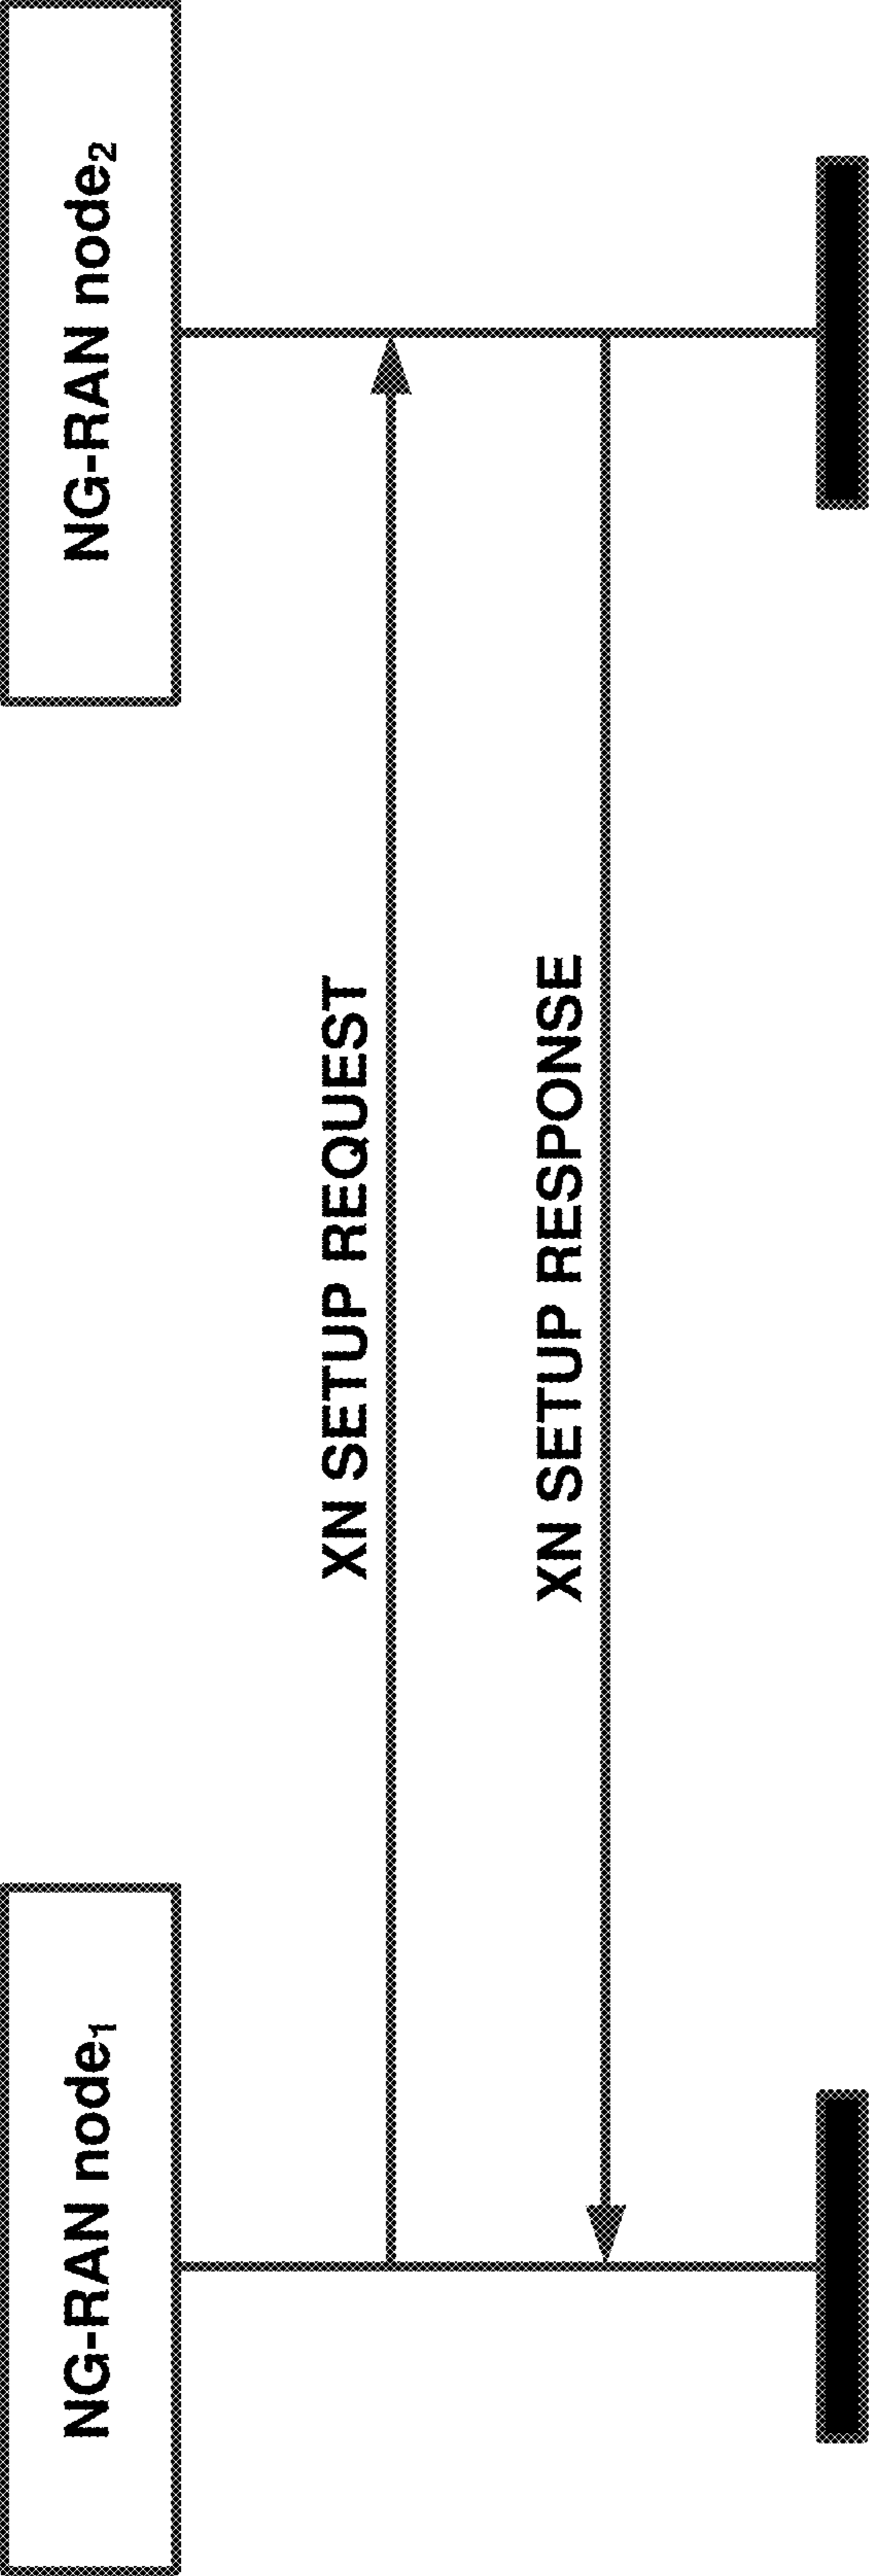 NG-RAN node₁
NG-RAN node₂
XN SETUP REQUEST
XN SETUP RESPONSE